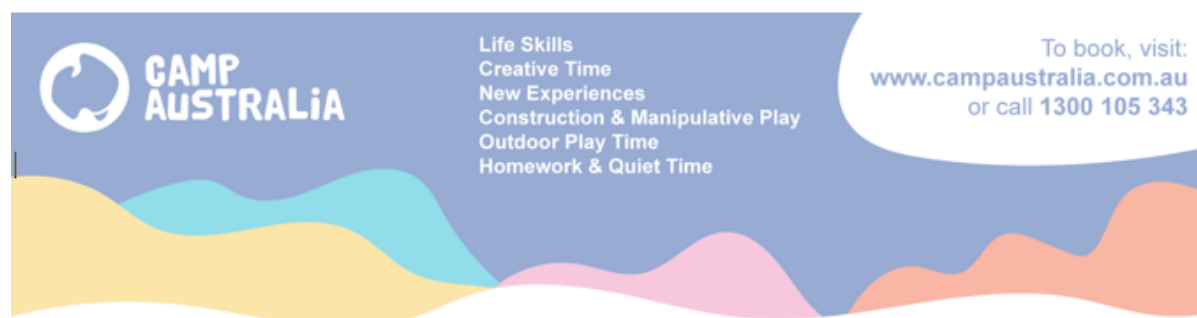 CAMP
AUSTRALiA
Life Skills
Creative Time
New Experiences
Construction & Manipulative Play
Outdoor Play Time
Homework & Quiet Time
To book, visit:
www.campaustralia.com.au
or call 1300 105 343